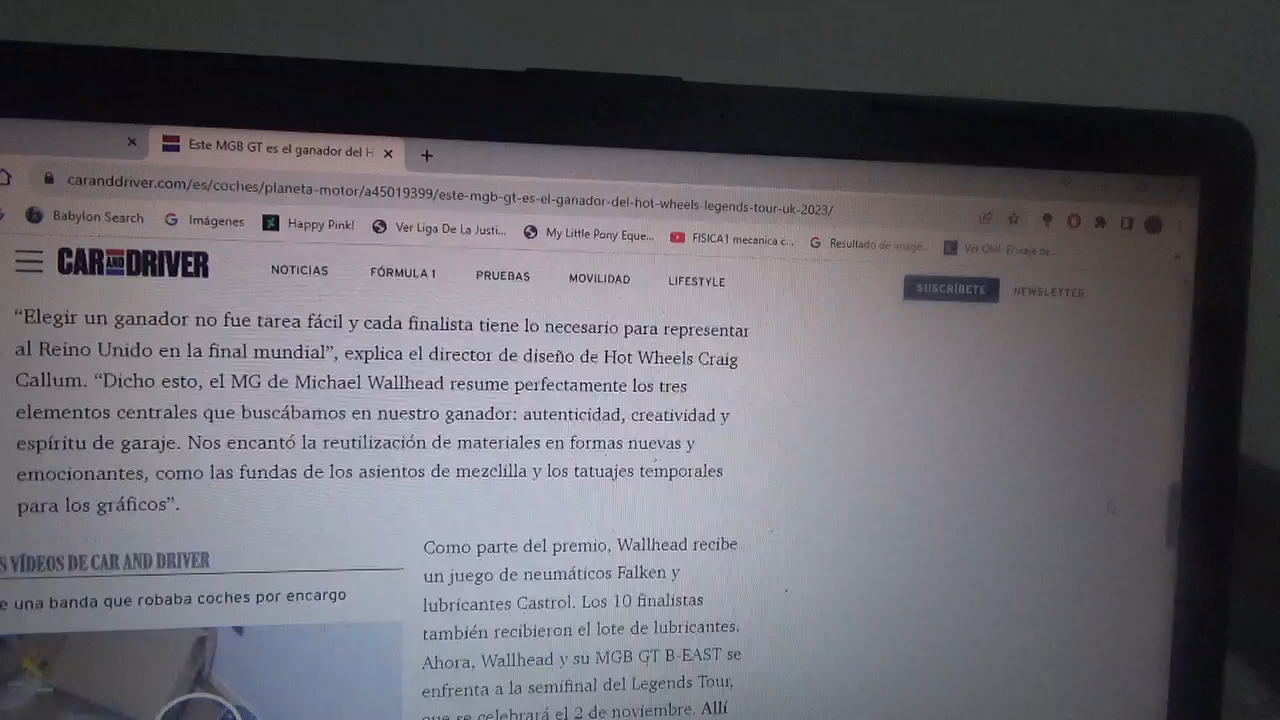 Este MGB GT es el ganador del H
caranddriver.com/es/coches/planeta-motor/a45019399/este-mgb-gt-es-el-ganador-del-hot-wheels-legends-tour-uk-2023/
Babylon Search Imágenes Happy Pink! Ver Liga De La Justi... My Little Pony Eque... FISICA1 mecanica c... Resultado de image...
CAR AND DRIVER NOTICIAS FÓRMULA 1 PRUEBAS MOVILIDAD LIFESTYLE SUSCRÍBETE NEWSLETTER
“Elegir un ganador no fue tarea fácil y cada finalista tiene lo necesario para representar
al Reino Unido en la final mundial”, explica el director de diseño de Hot Wheels Craig
Callum. “Dicho esto, el MG de Michael Wallhead resume perfectamente los tres
elementos centrales que buscábamos en nuestro ganador: autenticidad, creatividad y
espíritu de garaje. Nos encantó la reutilización de materiales en formas nuevas y
emocionantes, como las fundas de los asientos de mezclilla y los tatuajes temporales
para los gráficos”.
S VÍDEOS DE CAR AND DRIVER
e una banda que robaba coches por encargo
Como parte del premio, Wallhead recibe
un juego de neumáticos Falken y
lubricantes Castrol. Los 10 finalistas
también recibieron el lote de lubricantes.
Ahora, Wallhead y su MGB GT B-EAST se
enfrenta a la semifinal del Legends Tour,
que se celebrará el 2 de noviembre. Allí